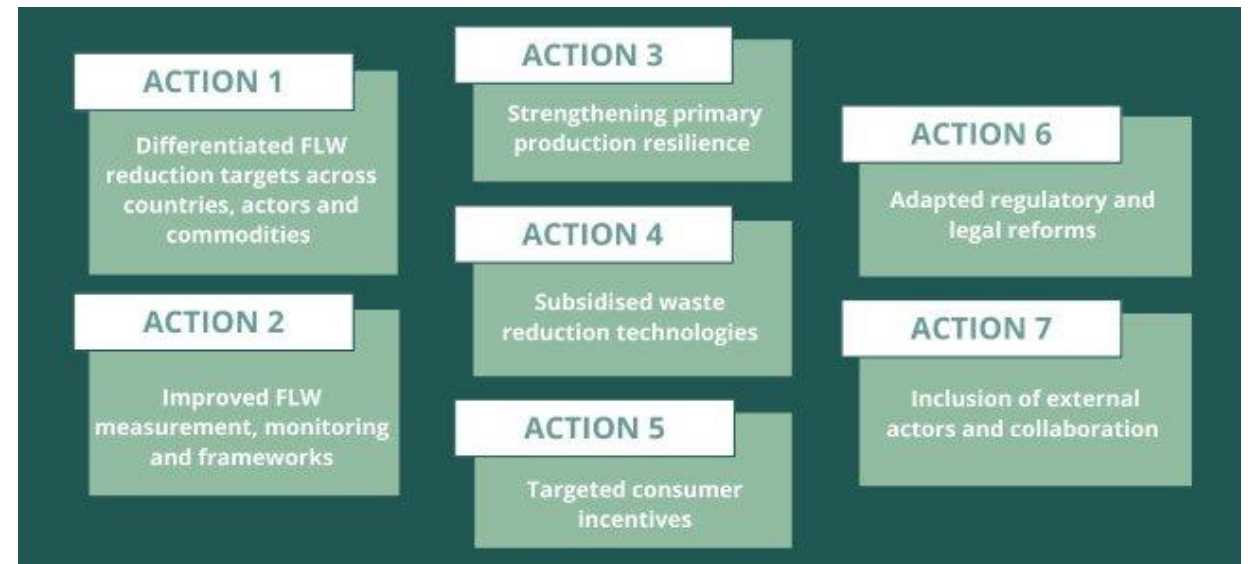 ACTION 1
Differentiated FLW
reduction targets across
countries, actors and
commodities
ACTION 2
Improved FLW
measurement, monitoring
and frameworks
ACTION 3
Strengthening primary
production resilience
ACTION 4
Subsidised waste
reduction technologies
ACTION 5
Targeted consumer
incentives
ACTION 6
Adapted regulatory and
legal reforms
ACTION 7
Inclusion of external
actors and collaboration